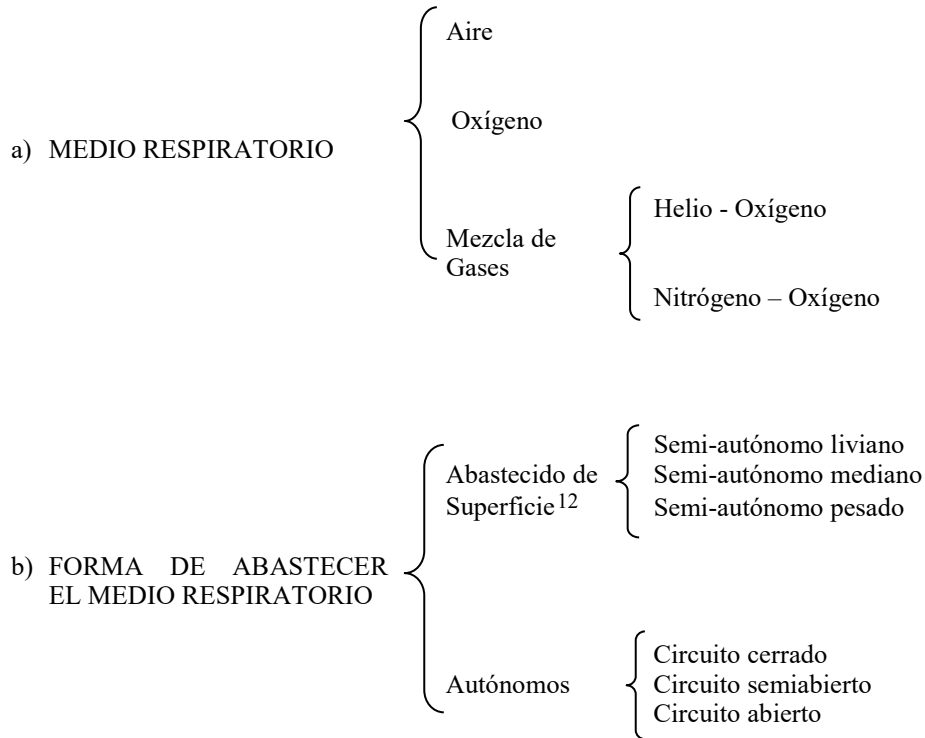 Aire
Oxígeno
a) MEDIO RESPIRATORIO
Mezcla de
Gases
Helio - Oxígeno
Nitrógeno – Oxígeno
Abastecido de
Superficie12
Semi-autónomo liviano
Semi-autónomo mediano
Semi-autónomo pesado
b) FORMA DE ABASTECER
EL MEDIO RESPIRATORIO
Autónomos
Circuito cerrado
Circuito semiabierto
Circuito abierto